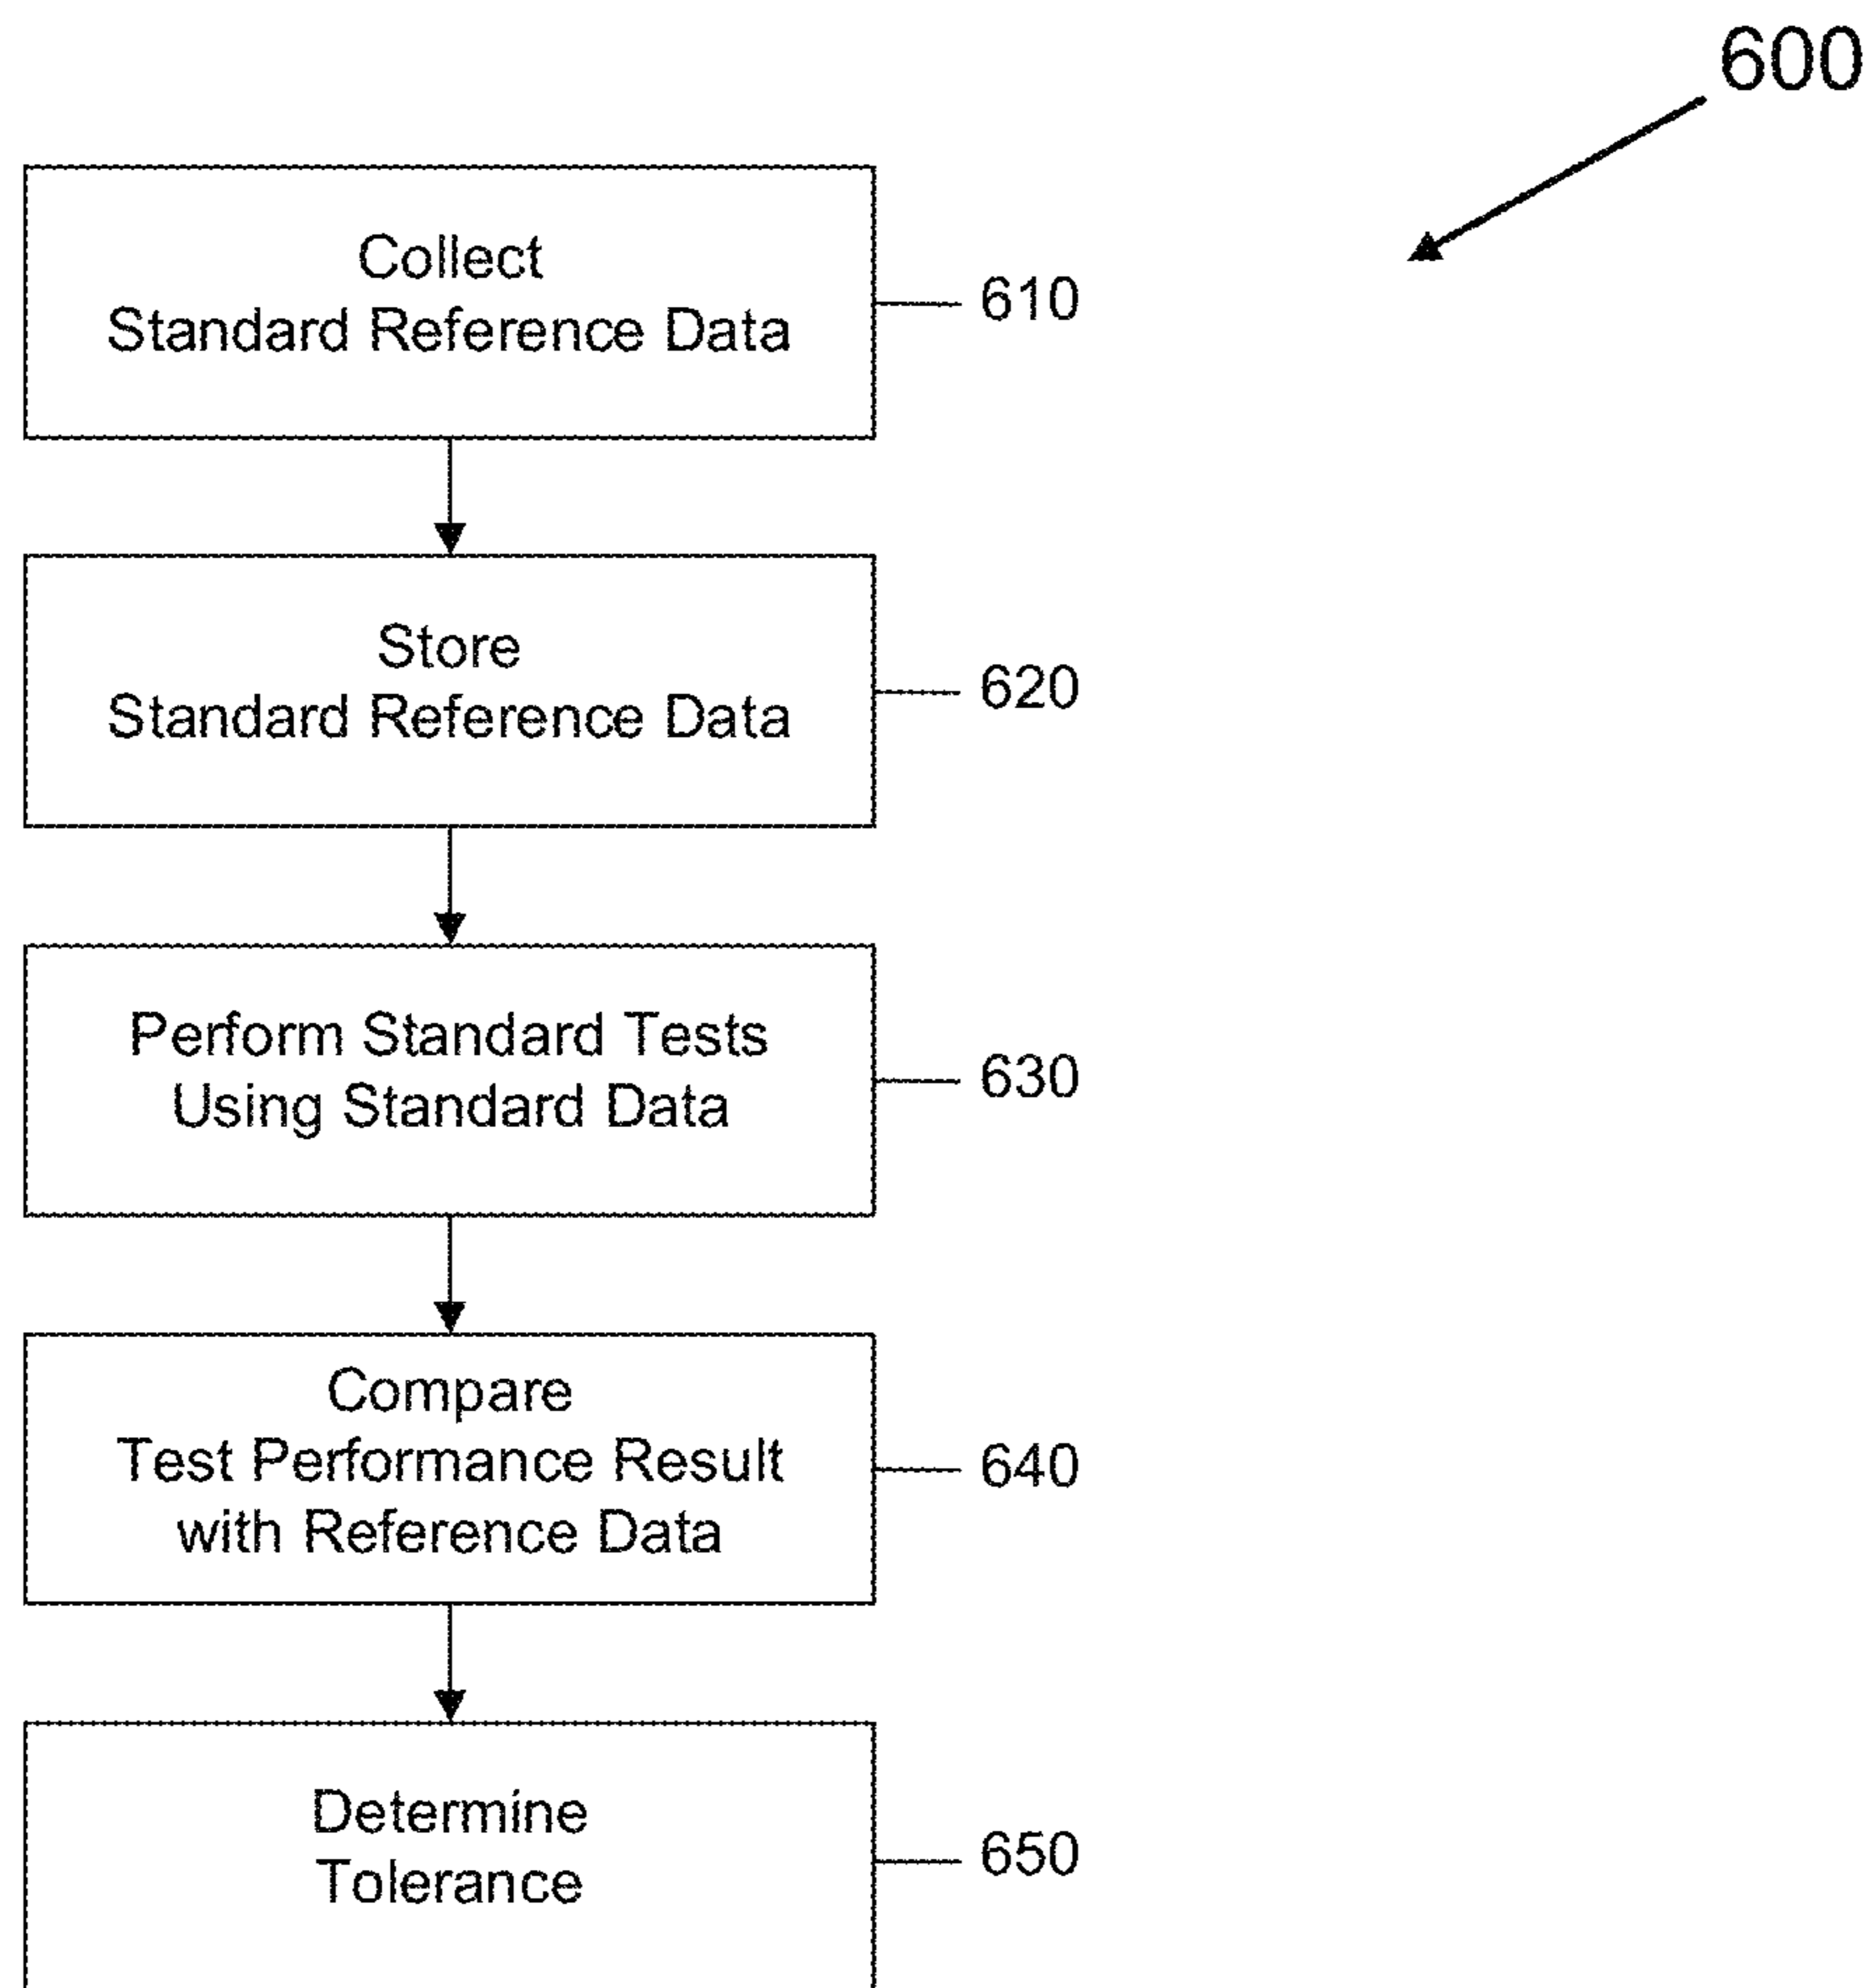 600
Collect
Standard Reference Data
610
Store
Standard Reference Data
620
Perform Standard Tests
Using Standard Data
630
Compare
Test Performance Result
with Reference Data
640
Determine
Tolerance
650